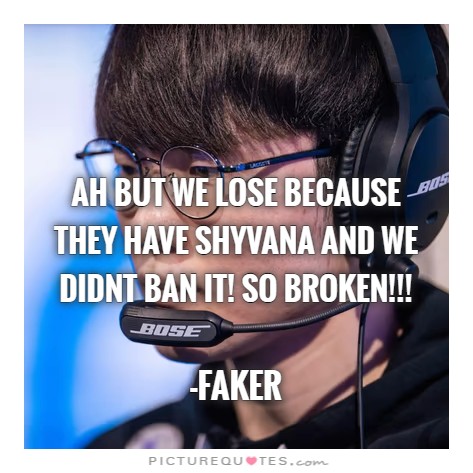 BOSE
AH BUT WE LOSE BECAUSE
THEY HAVE SHYVANA AND WE
DIDNT BAN IT! SO BROKEN!!!
BOSE
-FAKER
PICTUREQUOTES.com